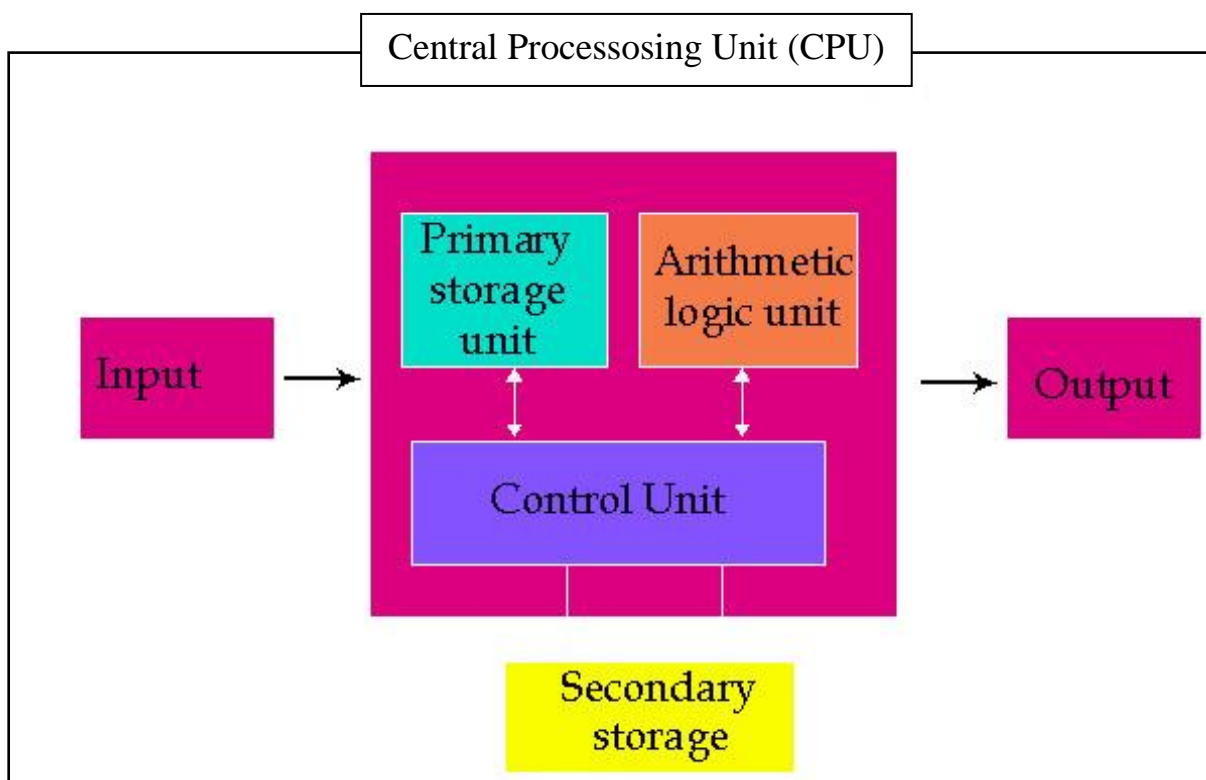 Central Processosing Unit (CPU)
Primary
storage
unit
Arithmetic
logic unit
Input
Output
Control Unit
Secondary
storage